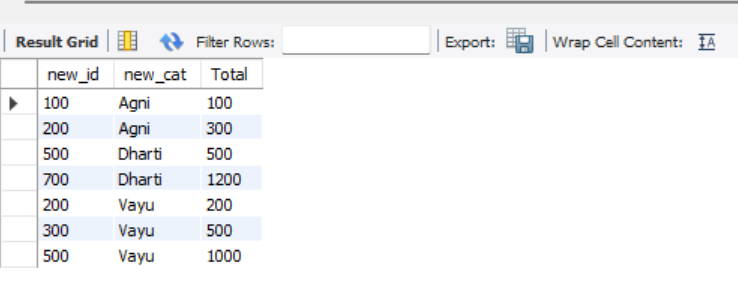 Result Grid Filter Rows: Export: Wrap Cell Content: IA
new_id new_cat Total
100 Agni 100
200 Agni 300
500 Dharti 500
700 Dharti 1200
200 Vayu 200
300 Vayu 500
500 Vayu 1000